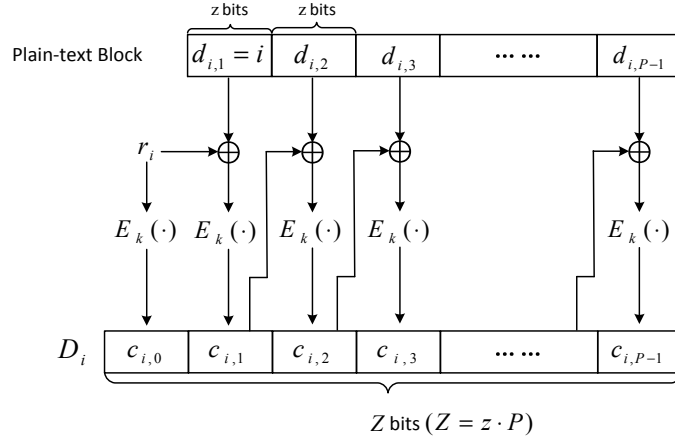 z bits z bits
Plain-text Block d_{i,1} = i d_{i,2} d_{i,3} ... ... d_{i,P-1}
r_i
E_k(·) E_k(·) E_k(·) E_k(·) E_k(·)
D_i c_{i,0} c_{i,1} c_{i,2} c_{i,3} ... ... c_{i,P-1}
Z bits (Z = z · P)